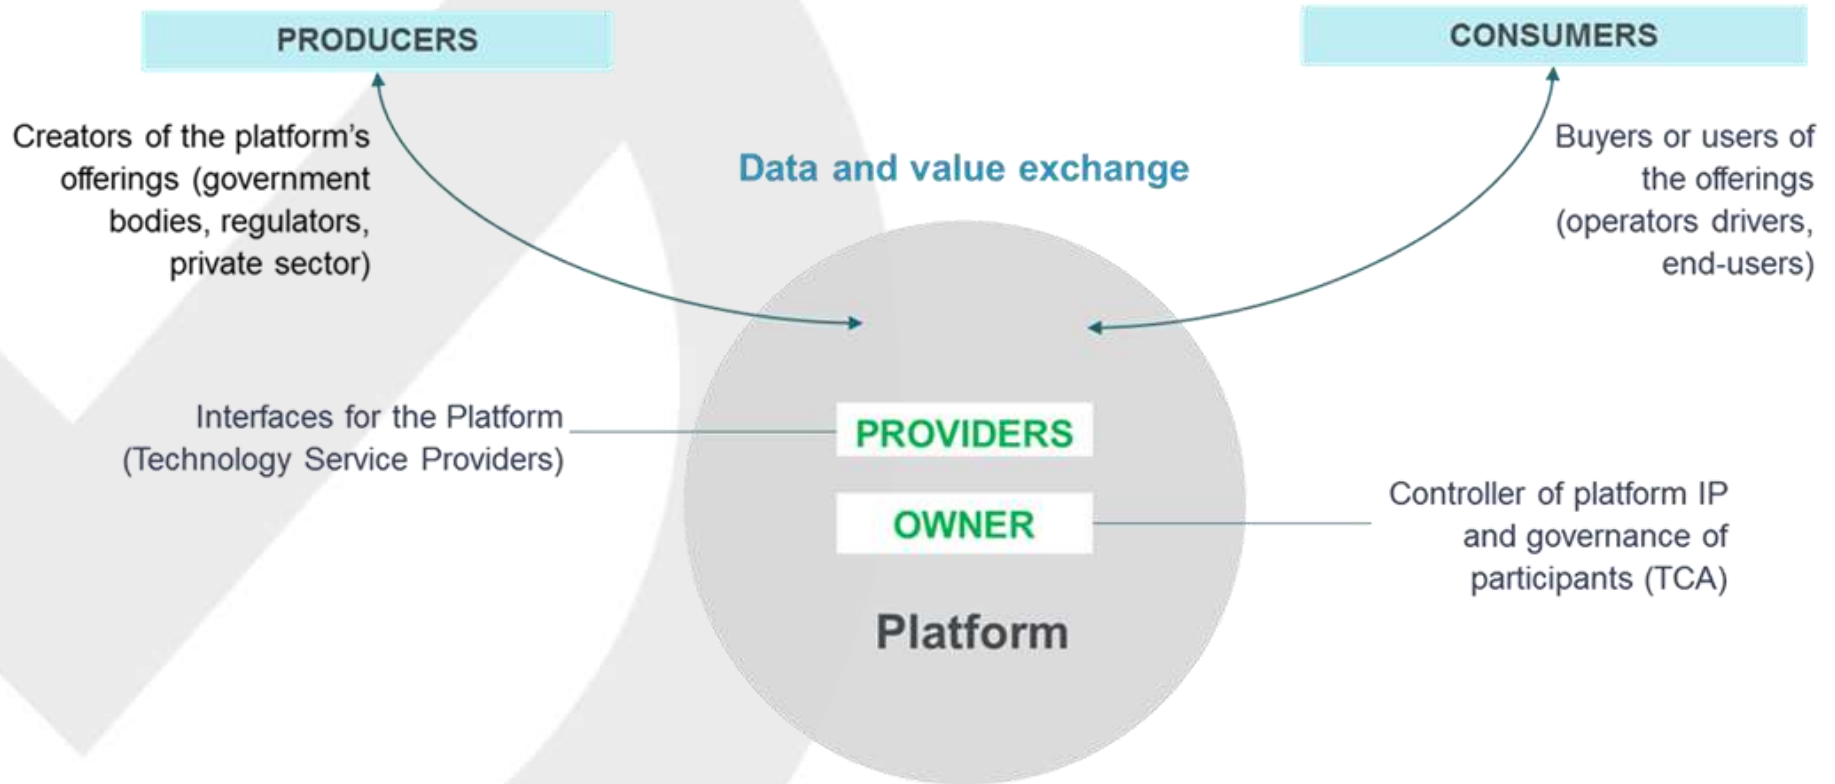 PRODUCERS
CONSUMERS
Creators of the platform’s
offerings (government
bodies, regulators,
private sector)
Data and value exchange
Buyers or users of
the offerings
(operators drivers,
end-users)
Interfaces for the Platform
(Technology Service Providers)
PROVIDERS
OWNER
Controller of platform IP
and governance of
participants (TCA)
Platform